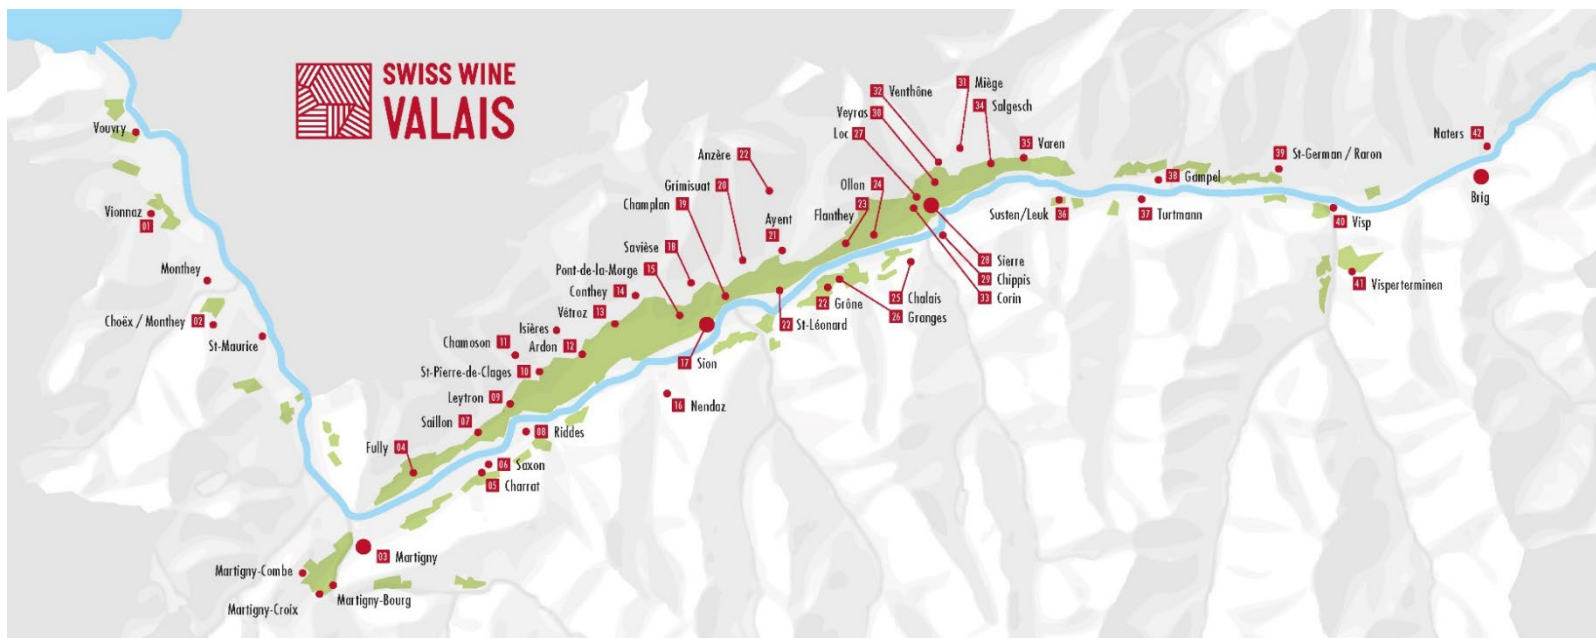 SWISS WINE
VALAIS
Vouvry
Vionnaz
01
Monthey
Choëx / Monthey 02
St-Maurice
Fully
04
Saillon 07
Leytron 09
St-Pierre-de-Clages 10
Chamoson 11
Isières
Ardon 12
Vétroz 13
Conthey 14
Pont-de-la-Morge
15
Savièse
18
Champlan 19
Grimisuat
20
Anzère 22
Ayent
21
Flanthey
23
Ollon 24
Loc 27
Veyras 30
32 Venthône
31 Miège
34 Salgesch
35 Varen
38 Gampel
39
St-German / Raron
Naters 42
Brig
40 Visp
41 Visperterminen
37 Turtmann
Susten/Leuk 36
28 Sierre
29 Chippis
33 Corin
25 Chalais
26 Granges
22 Grône
22 St-Léonard
17 Sion
16 Nendaz
08 Riddes
06 Saxon
05 Charrat
03 Martigny
Martigny-Combe
Martigny-Croix
Martigny-Bourg